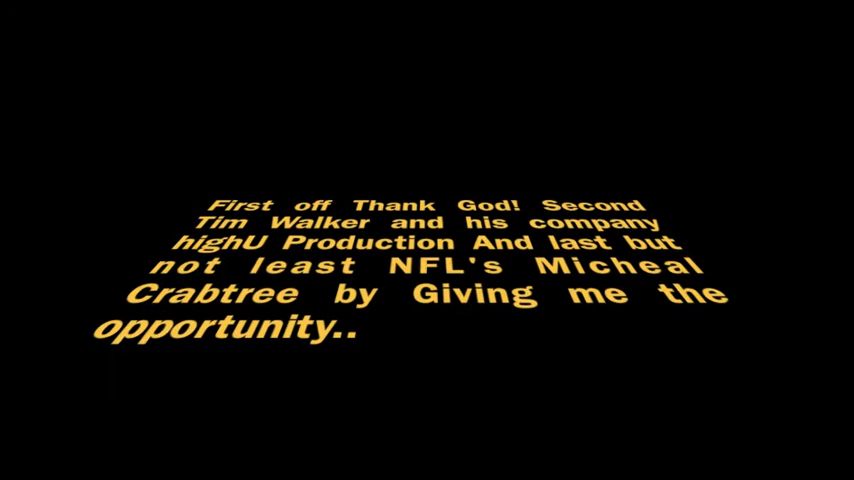 First off Thank God! Second
Tim Walker and his company
highU Production And last but
not least NFL's Micheal
Crabtree by Giving me the
opportunity..